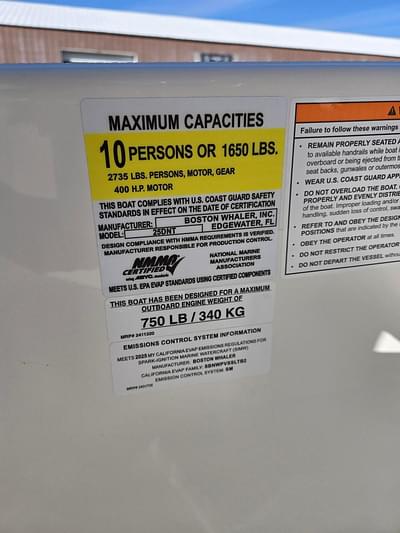 MAXIMUM CAPACITIES
10 PERSONS OR 1650 LBS.
2735 LBS. PERSONS, MOTOR, GEAR
400 H.P. MOTOR
THIS BOAT COMPLIES WITH U.S. COAST GUARD SAFETY
STANDARDS IN EFFECT ON THE DATE OF CERTIFICATION
MANUFACTURER: BOSTON WHALER, INC.
EDGEWATER, FL
MODEL: 25DNT
DESIGN COMPLIANCE WITH NMMA REQUIREMENTS IS VERIFIED.
MANUFACTURER RESPONSIBLE FOR PRODUCTION CONTROL.
NMMA
CERTIFIED
using ABYC. standards
NATIONAL MARINE
MANUFACTURERS
ASSOCIATION
MEETS U.S. EPA EVAP STANDARDS USING CERTIFIED COMPONENTS
THIS BOAT HAS BEEN DESIGNED FOR A MAXIMUM
OUTBOARD ENGINE WEIGHT OF
750 LB / 340 KG
EMISSIONS CONTROL SYSTEM INFORMATION
MEETS 2025 MY CALIFORNIA EVAP EMISSIONS REGULATIONS FOR
SPARK-IGNITION MARINE WATERCRAFT (SIMW)
MANUFACTURER: BOSTON WHALER
CALIFORNIA EVAP FAMILY:
EMISSION CONTROL SYSTEM: SM
Failure to follow these warnings
• REMAIN PROPERLY SEATED
to available handrails while boat
overboard or being ejected from
seat backs, gunwales or outermos
• WEAR U.S. COAST GUARD APP
• DO NOT OVERLOAD THE BOAT.
PROPERLY AND EVENLY DISTRI
of the boat. Improper loading and/or
handling, sudden loss of control, swa
• REFER TO AND OBEY THE DESIGN
POSITIONS that are indicated by the
• OBEY THE OPERATOR at all times.
• DO NOT RESTRICT THE OPERATOR
• DO NOT DEPART THE VESSEL